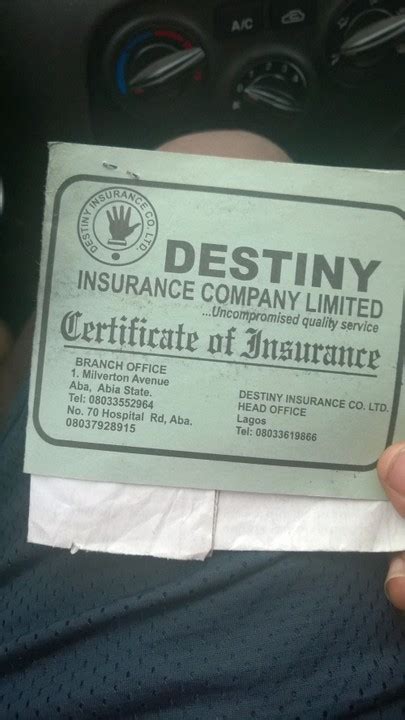 A/C
DESTINY INSURANCE CO. LTD.
DESTINY
INSURANCE COMPANY LIMITED
...Uncompromised quality service
Certificate of Insurance
BRANCH OFFICE
1. Milverton Avenue
Aba, Abia State.
Tel: 08033552964
No. 70 Hospital Rd, Aba.
08037928915
DESTINY INSURANCE CO. LTD.
HEAD OFFICE
Lagos
Tel: 08033619866